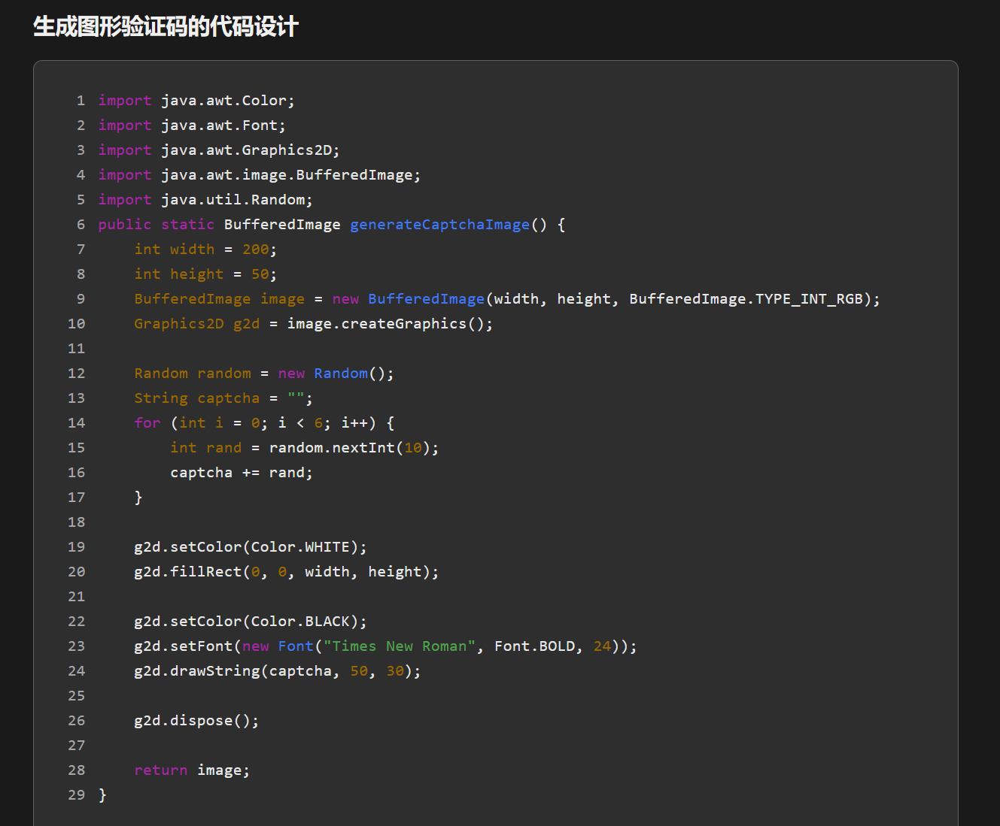 生成图形验证码的代码设计
1 import java.awt.Color;
2 import java.awt.Font;
3 import java.awt.Graphics2D;
4 import java.awt.image.BufferedImage;
5 import java.util.Random;
6 public static BufferedImage generateCaptchaImage() {
7     int width = 200;
8     int height = 50;
9     BufferedImage image = new BufferedImage(width, height, BufferedImage.TYPE_INT_RGB);
10     Graphics2D g2d = image.createGraphics();
11
12     Random random = new Random();
13     String captcha = "";
14     for (int i = 0; i < 6; i++) {
15         int rand = random.nextInt(10);
16         captcha += rand;
17     }
18
19     g2d.setColor(Color.WHITE);
20     g2d.fillRect(0, 0, width, height);
21
22     g2d.setColor(Color.BLACK);
23     g2d.setFont(new Font("Times New Roman", Font.BOLD, 24));
24     g2d.drawString(captcha, 50, 30);
25
26     g2d.dispose();
27
28     return image;
29 }